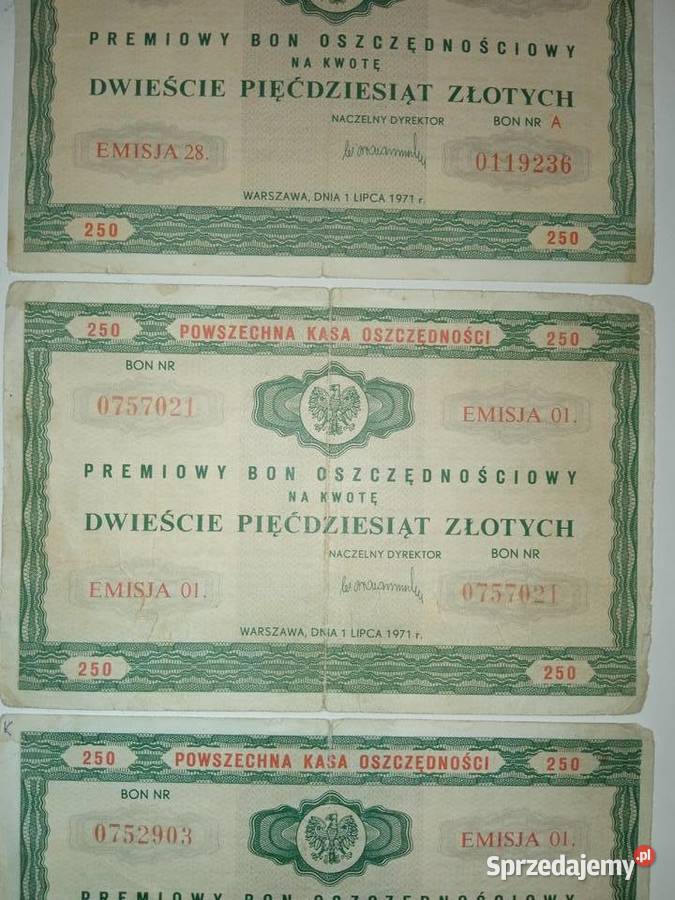 PREMIOWY BON OSZCZĘDNOŚCIOWY
NA KWOTĘ
DWIEŚCIE PIĘĆDZIESIĄT ZŁOTYCH
NACZELNY DYREKTOR BON NR A
EMISJA 28. 0119236
WARSZAWA, DNIA 1 LIPCA 1971 r.
250 250
250 POWSZECHNA KASA OSZCZĘDNOŚCI 250
BON NR
0757021 EMISJA 01.
PREMIOWY BON OSZCZĘDNOŚCIOWY
NA KWOTĘ
DWIEŚCIE PIĘĆDZIESIĄT ZŁOTYCH
NACZELNY DYREKTOR BON NR
EMISJA 01. 0757021
WARSZAWA, DNIA 1 LIPCA 1971 r.
250 250
K
250 POWSZECHNA KASA OSZCZĘDNOŚCI 250
BON NR
0752903 EMISJA 01.
PREMIOWY BON OSZCZĘDNOŚCIOWY
Sprzedajemy.pl